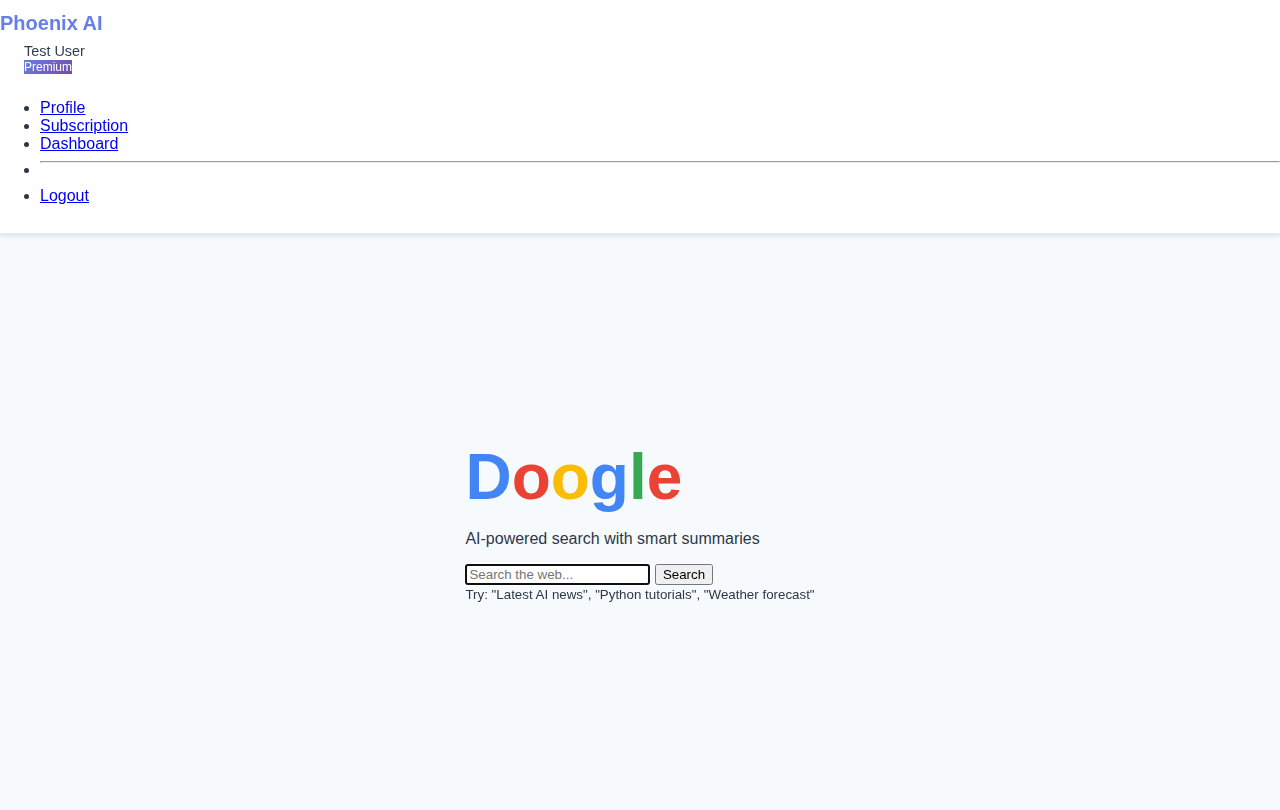 Phoenix AI
Test User
Premium
Profile
Subscription
Dashboard
Logout
Doogle
AI-powered search with smart summaries
Search the web... Search
Try: "Latest AI news", "Python tutorials", "Weather forecast"